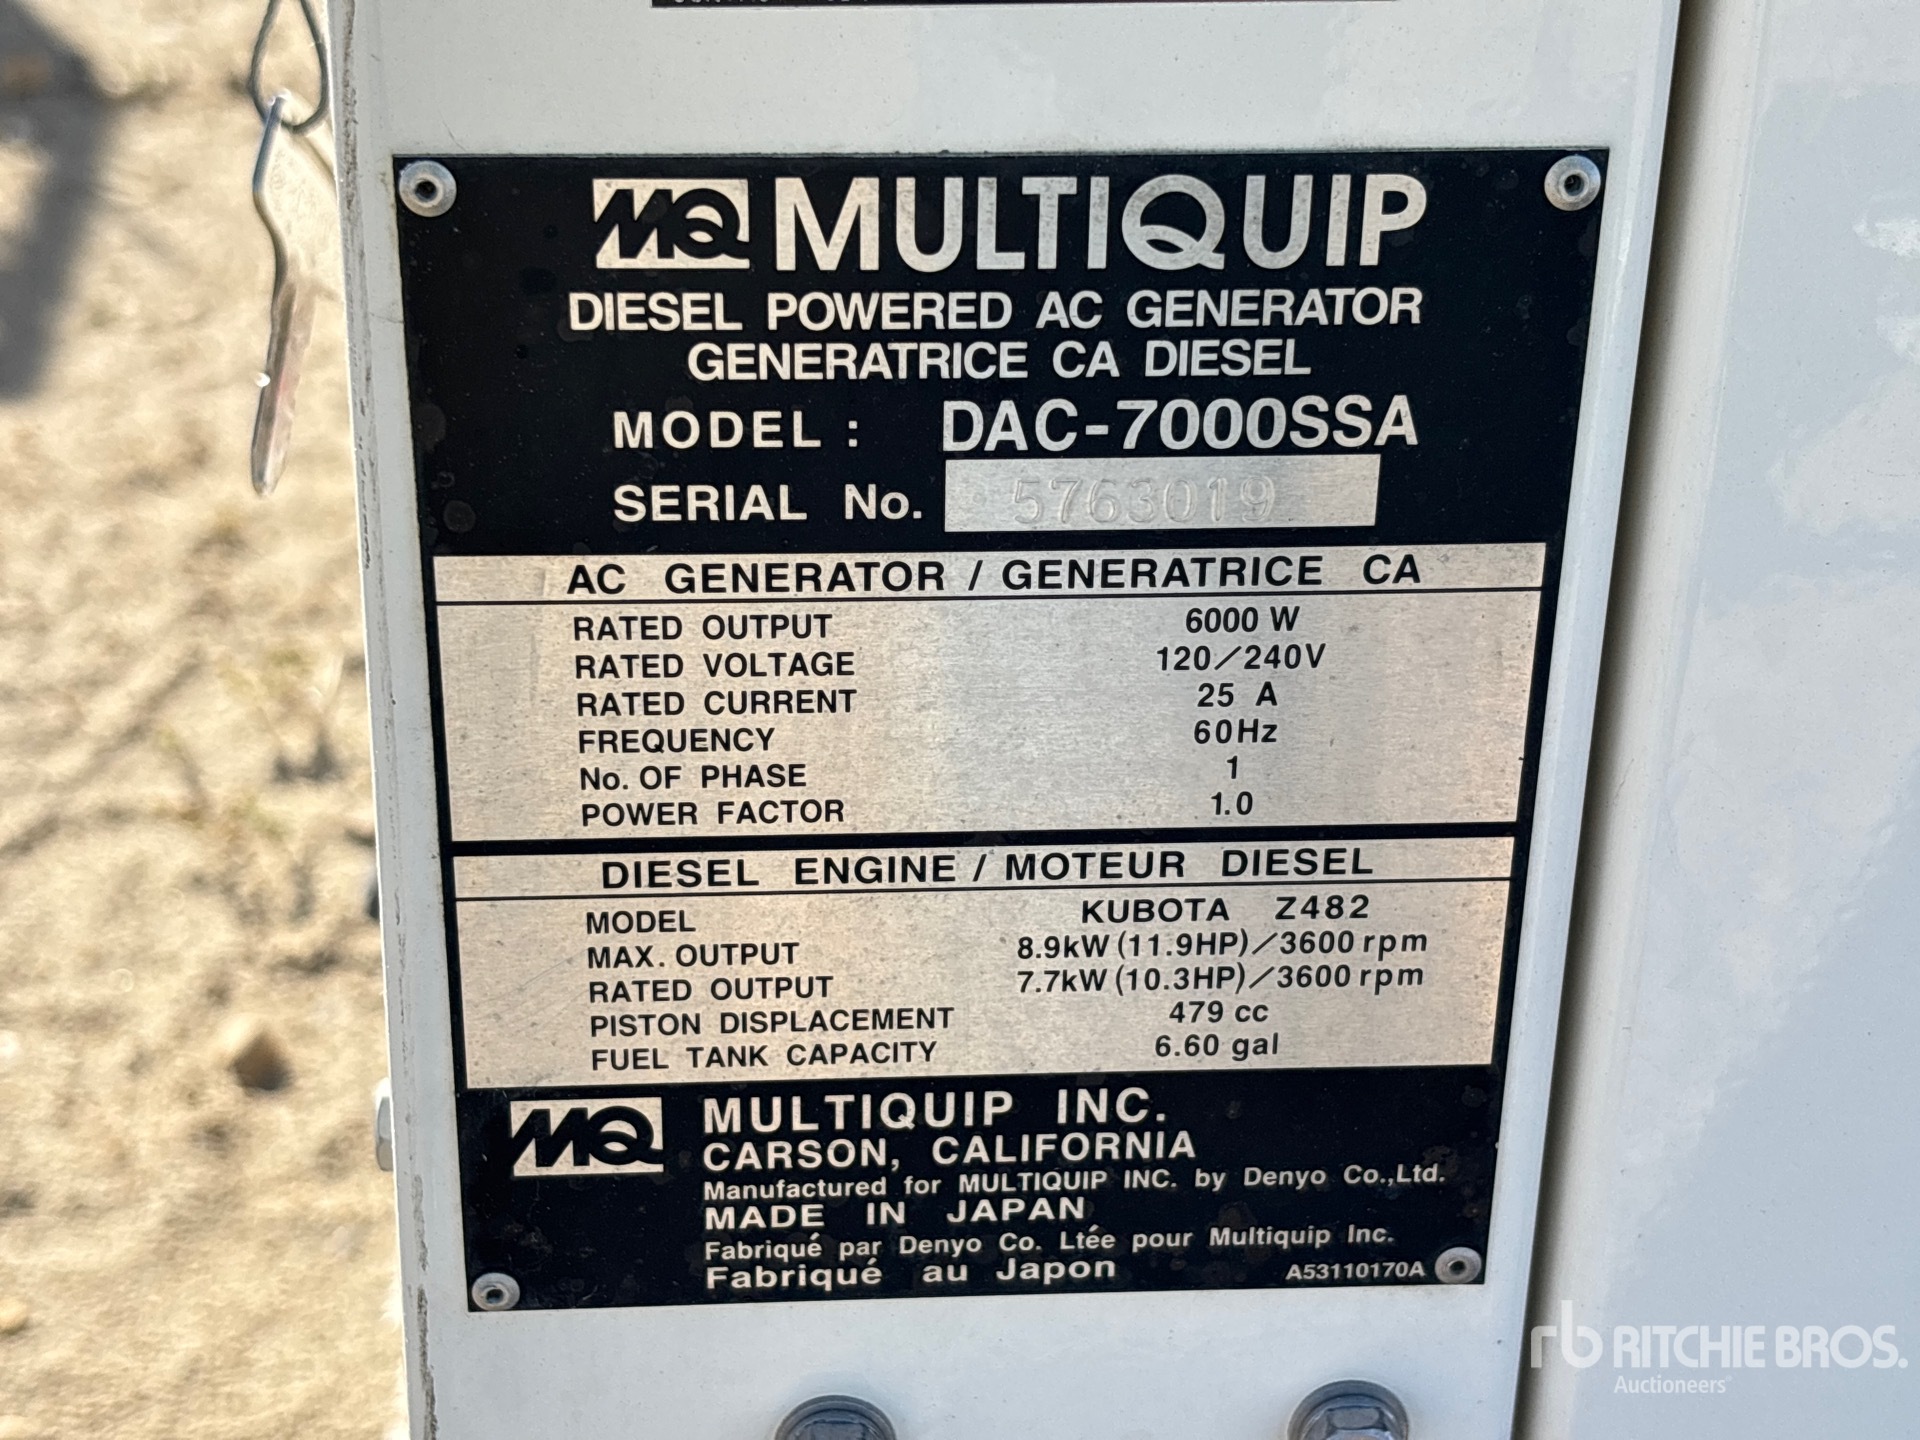 MQ MULTIQUIP
DIESEL POWERED AC GENERATOR
GENERATRICE CA DIESEL
MODEL : DAC-7000SSA
SERIAL No. 5763019
AC GENERATOR / GENERATRICE CA
RATED OUTPUT 6000 W
RATED VOLTAGE 120/240V
RATED CURRENT 25 A
FREQUENCY 60Hz
No. OF PHASE 1
POWER FACTOR 1.0
DIESEL ENGINE / MOTEUR DIESEL
MODEL KUBOTA Z482
MAX. OUTPUT 8.9kW (11.9HP)/3600 rpm
RATED OUTPUT 7.7kW (10.3HP)/3600 rpm
PISTON DISPLACEMENT 479 cc
FUEL TANK CAPACITY 6.60 gal
MQ MULTIQUIP INC.
CARSON, CALIFORNIA
Manufactured for MULTIQUIP INC. by Denyo Co.,Ltd.
MADE IN JAPAN
Fabriqué par Denyo Co. Ltée pour Multiquip Inc.
Fabriqué au Japon A53110170A
rb RITCHIE BROS.
Auctioneers